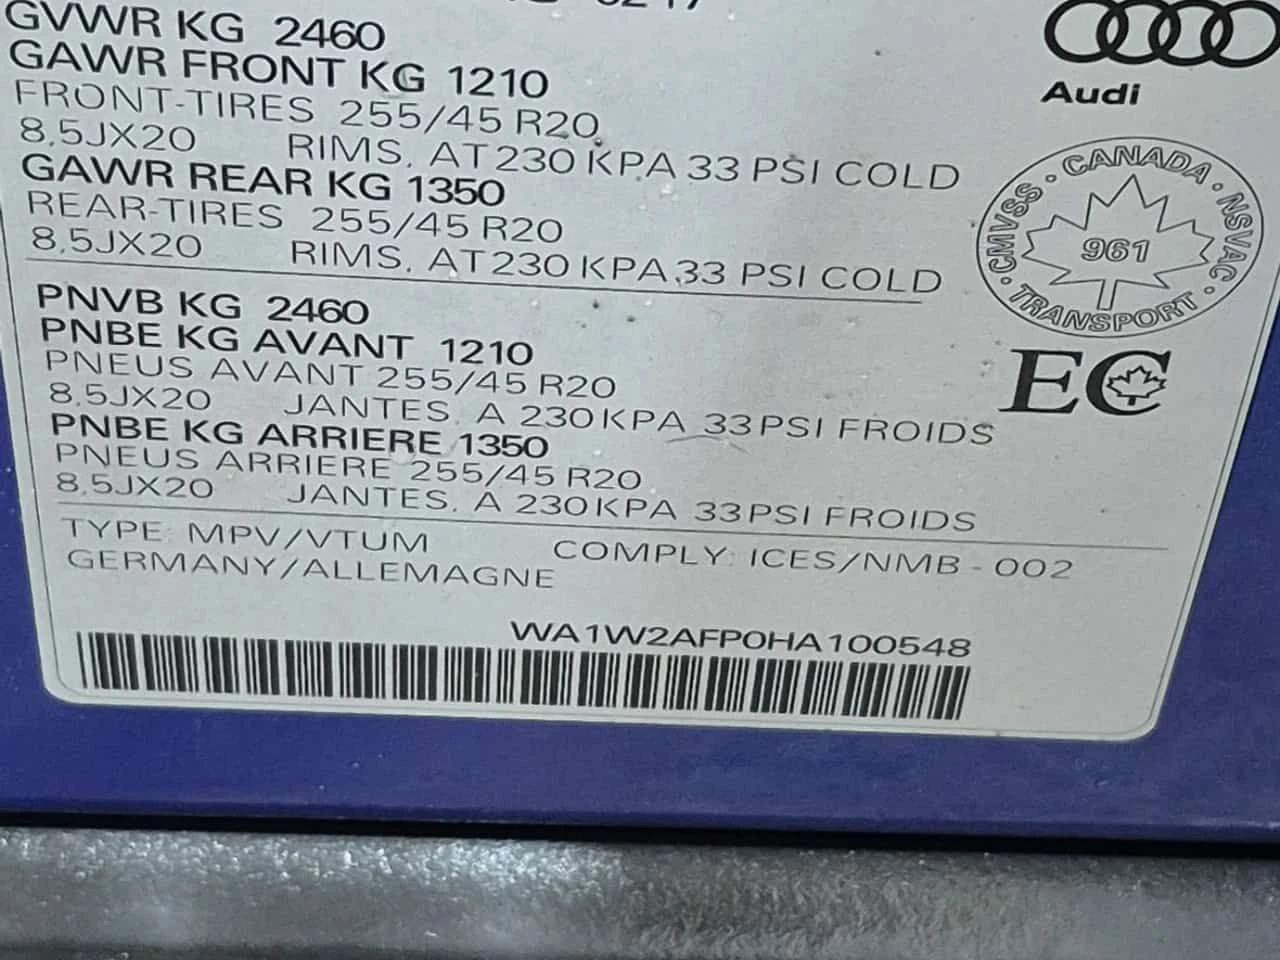 GVWR KG 2460
GAWR FRONT KG 1210
FRONT-TIRES 255/45 R20
8.5JX20 RIMS. AT 230 KPA 33 PSI COLD
GAWR REAR KG 1350
REAR-TIRES 255/45 R20
8.5JX20 RIMS. AT 230 KPA 33 PSI COLD
Audi
CANADA · NSVAC · TRANSPORT · CMVSS ·
961
EC
PNVB KG 2460
PNBE KG AVANT 1210
PNEUS AVANT 255/45 R20
8.5JX20 JANTES. A 230 KPA 33 PSI FROIDS
PNBE KG ARRIERE 1350
PNEUS ARRIERE 255/45 R20
8.5JX20 JANTES. A 230 KPA 33 PSI FROIDS
TYPE: MPV/VTUM
COMPLY: ICES/NMB - 002
GERMANY/ALLEMAGNE
WA1W2AFP0HA100548